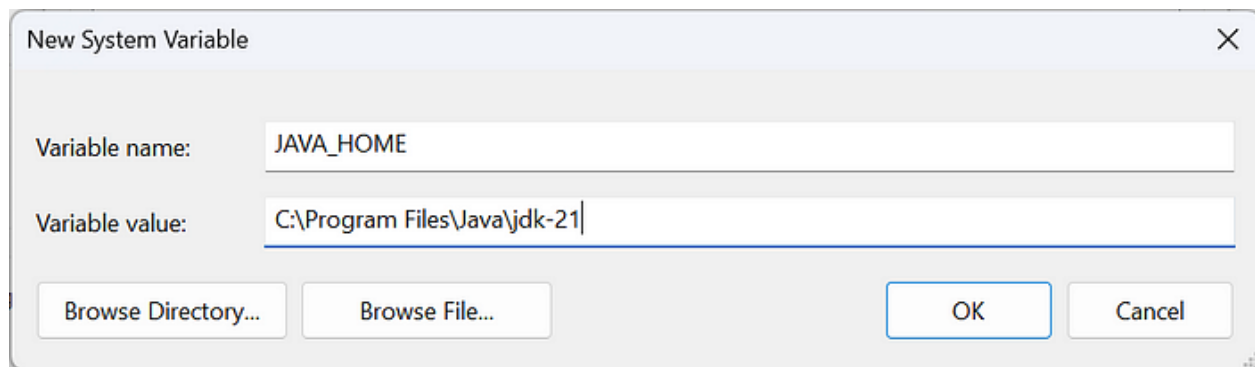 New System Variable
Variable name:
JAVA_HOME
Variable value:
C:\Program Files\Java\jdk-21
Browse Directory...
Browse File...
OK
Cancel